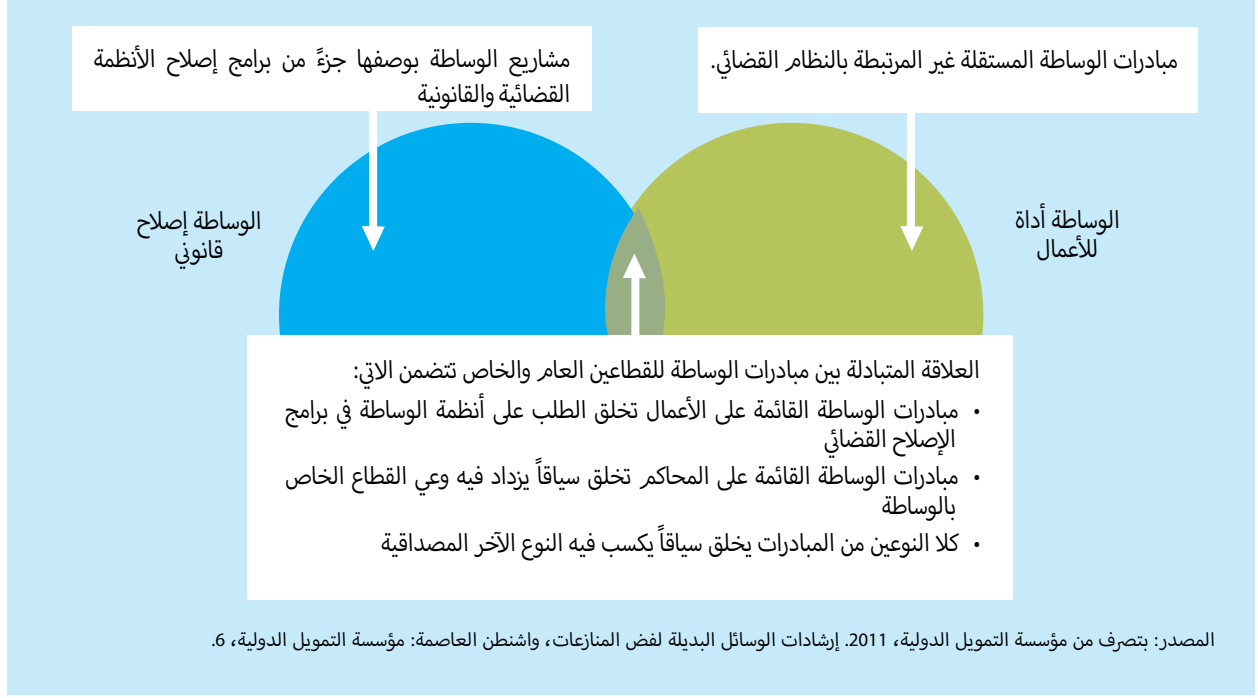 مبادرات الوساطة المستقلة غير المرتبطة بالنظام القضائي.
مشاريع الوساطة بوصفها جزءً من برامج إصلاح الأنظمة
القضائية والقانونية
الوساطة أداة
للأعمال
الوساطة إصلاح
قانوني
العلاقة المتبادلة بين مبادرات الوساطة للقطاعين العام والخاص تتضمن الاتي:
• مبادرات الوساطة القائمة على الأعمال تخلق الطلب على أنظمة الوساطة في برامج
الإصلاح القضائي
• مبادرات الوساطة القائمة على المحاكم تخلق سياقاً يزداد فيه وعي القطاع الخاص
بالوساطة
• كلا النوعين من المبادرات يخلق سياقاً يكسب فيه النوع الآخر المصداقية
المصدر: بتصرف من مؤسسة التمويل الدولية، 2011. إرشادات الوسائل البديلة لفض المنازعات، واشنطن العاصمة: مؤسسة التمويل الدولية، 6.